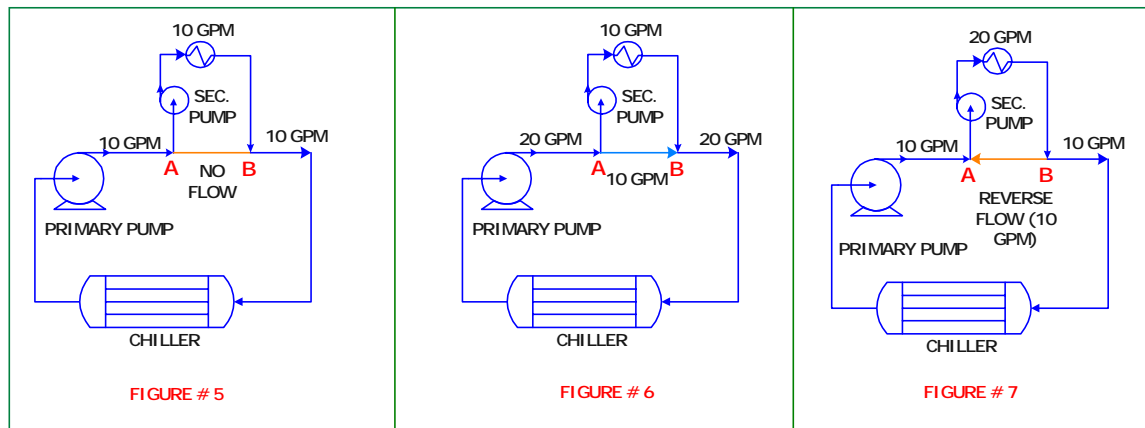 10 GPM
SEC.
PUMP
10 GPM
10 GPM
A
B
NO
FLOW
PRIMARY PUMP
CHILLER
FIGURE # 5
10 GPM
SEC.
PUMP
20 GPM
20 GPM
A
B
10 GPM
PRIMARY PUMP
CHILLER
FIGURE # 6
20 GPM
SEC.
PUMP
10 GPM
10 GPM
A
B
REVERSE
FLOW (10
GPM)
PRIMARY PUMP
CHILLER
FIGURE # 7